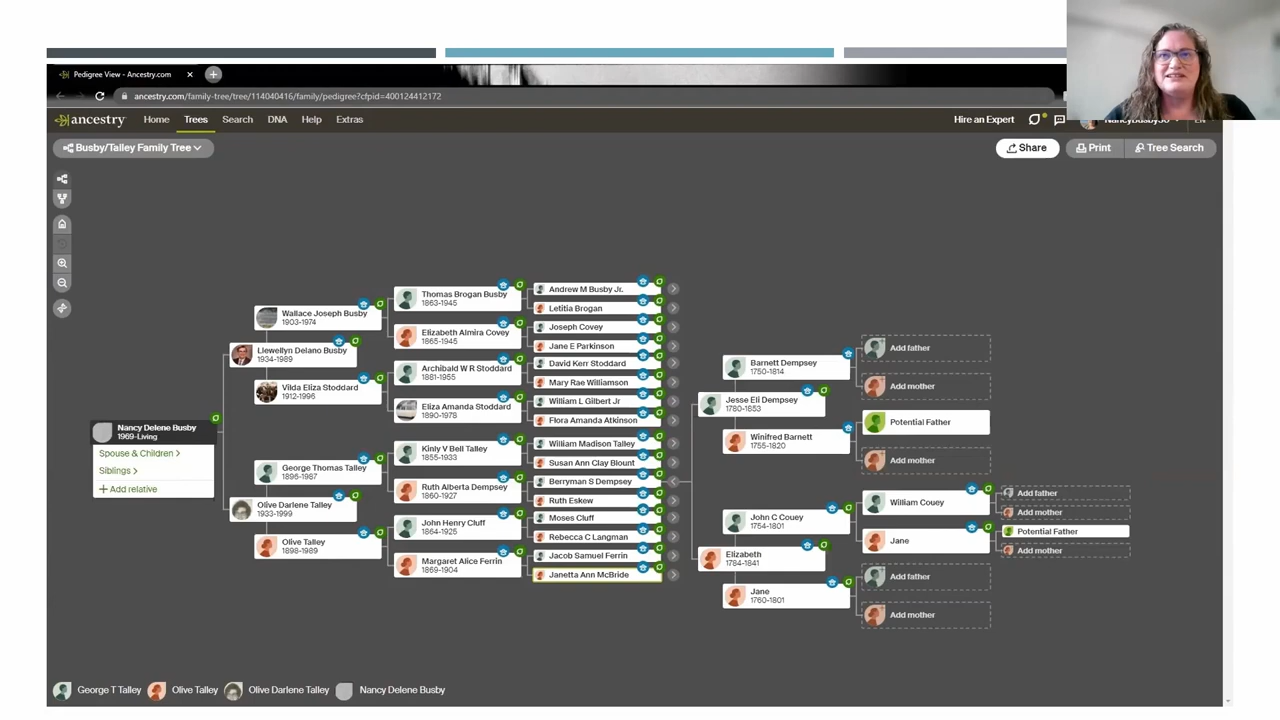 Pedigree View - Ancestry.com
ancestry.com/family-tree/tree/114040416/family/pedigree?cfpid=400124412172
ancestry Home Trees Search DNA Help Extras Hire an Expert NancyBusby50 EN
Busby/Talley Family Tree Share Print Tree Search
Nancy Delene Busby
1969-Living
Spouse & Children
Siblings
Add relative
Llewellyn Delano Busby
1934-1989
Olive Darlene Talley
1933-1999
Wallace Joseph Busby
1903-1974
Vilda Eliza Stoddard
1912-1996
George Thomas Talley
1896-1987
Olive Talley
1898-1989
Thomas Brogan Busby
1863-1945
Elizabeth Almira Covey
1865-1945
Archibald W R Stoddard
1881-1955
Eliza Amanda Stoddard
1890-1978
Kinly V Bell Talley
1855-1933
Ruth Alberta Dempsey
1860-1927
John Henry Cluff
1864-1925
Margaret Alice Ferrin
1869-1904
Andrew M Busby Jr.
Letitia Brogan
Joseph Covey
Jane E Parkinson
David Kerr Stoddard
Mary Rae Williamson
William L Gilbert Jr
Flora Amanda Atkinson
William Madison Talley
Susan Ann Clay Blount
Berryman S Dempsey
Ruth Eskew
Moses Cluff
Rebecca C Langman
Jacob Samuel Ferrin
Janetta Ann McBride
Jesse Eli Dempsey
1780-1853
Elizabeth
1784-1841
Barnett Dempsey
1750-1814
Winifred Barnett
1755-1820
John C Couey
1754-1801
Jane
1760-1801
Add father
Add mother
Potential Father
Add mother
William Couey
Jane
Add father
Add mother
Add father
Add mother
Potential Father
Add mother
George T Talley Olive Talley Olive Darlene Talley Nancy Delene Busby